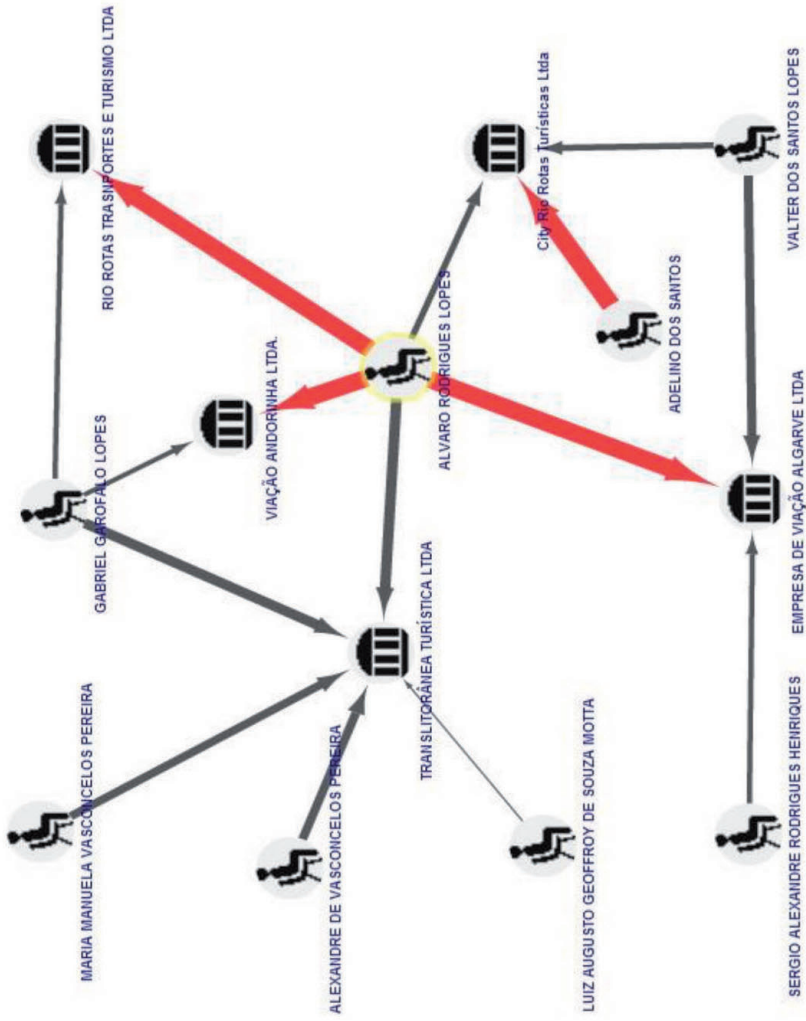 RIO ROTAS TRASNPORTES E TURISMO LTDA
City Rio Rotas Turísticas Ltda
VALTER DOS SANTOS LOPES
ADELINO DOS SANTOS
ALVARO RODRIGUES LOPES
VIAÇÃO ANDORINHA LTDA.
GABRIEL GAROFALO LOPES
EMPRESA DE VIAÇÃO ALGARVE LTDA
TRANSLITORÂNEA TURÍSTICA LTDA
MARIA MANUELA VASCONCELOS PEREIRA
ALEXANDRE DE VASCONCELOS PEREIRA
LUIZ AUGUSTO GEOFFROY DE SOUZA MOTTA
SERGIO ALEXANDRE RODRIGUES HENRIQUES